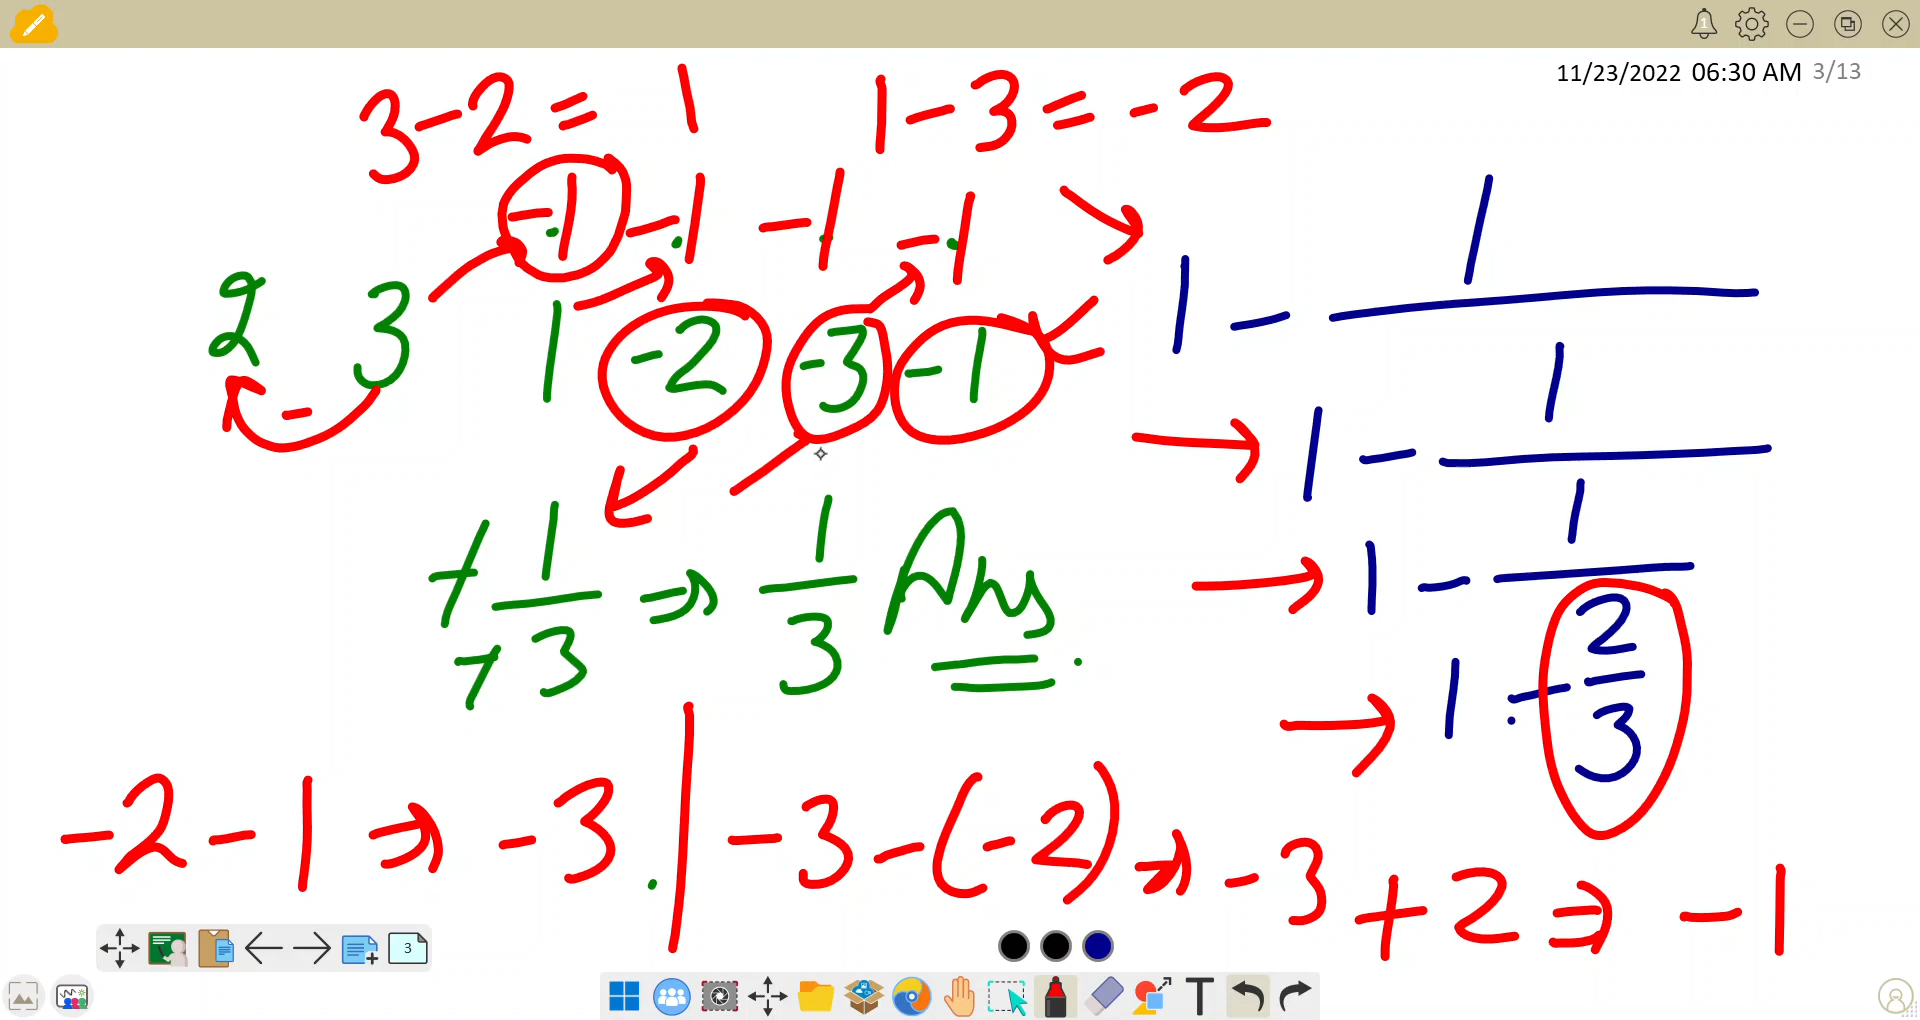 11/23/2022 06:30 AM 3/13
1
3-2=1 1-3=-2
-1 -1 -1 -1
2 3 1 -2 -3 -1
-
+1/+3 ⇒ 1/3 Ans
1 - 1
1 - 1
1 - 1
1 - 2/3
-2-1 ⇒ -3 | -3-(-2) ⇒ -3+2 ⇒ -1
3
T